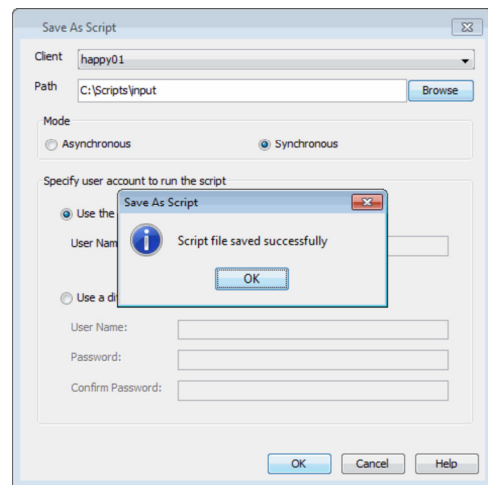 Save As Script
Client happy01
Path C:\Scripts\input Browse
Mode
Asynchronous Synchronous
Specify user account to run the script
Save As Script
Use the
User Nam
Script file saved successfully
OK
Use a di
User Name:
Password:
Confirm Password:
OK Cancel Help